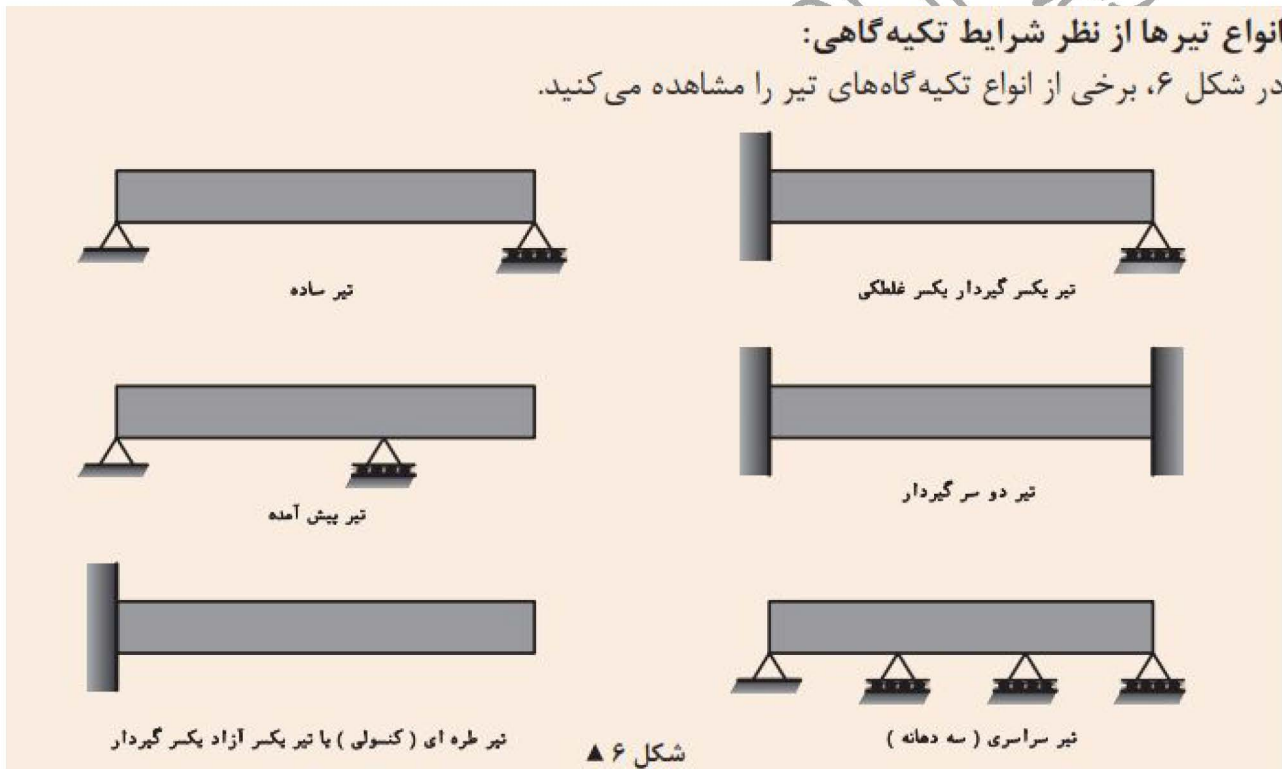 انواع تیرها از نظر شرایط تکیه‌گاهی:
در شکل ۶، برخی از انواع تکیه‌گاه‌های تیر را مشاهده می‌کنید.
تیر یکسر گیردار یکسر غلطکی
تیر ساده
تیر دو سر گیردار
تیر پیش آمده
تیر سراسری ( سه دهانه )
تیر طره ای ( کنسولی ) یا تیر یکسر آزاد یکسر گیردار
شکل ۶ ▲